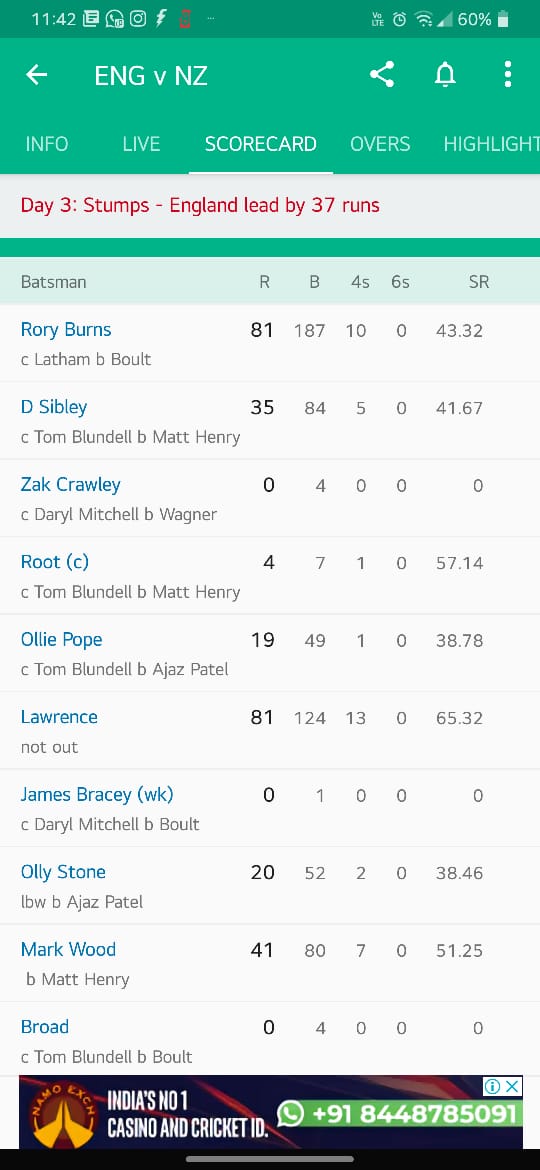 11:42
Vo LTE 60%
ENG v NZ
INFO LIVE SCORECARD OVERS HIGHLIGHT
Day 3: Stumps - England lead by 37 runs
Batsman R B 4s 6s SR
Rory Burns 81 187 10 0 43.32
c Latham b Boult
D Sibley 35 84 5 0 41.67
c Tom Blundell b Matt Henry
Zak Crawley 0 4 0 0 0
c Daryl Mitchell b Wagner
Root (c) 4 7 1 0 57.14
c Tom Blundell b Matt Henry
Ollie Pope 19 49 1 0 38.78
c Tom Blundell b Ajaz Patel
Lawrence 81 124 13 0 65.32
not out
James Bracey (wk) 0 1 0 0 0
c Daryl Mitchell b Boult
Olly Stone 20 52 2 0 38.46
lbw b Ajaz Patel
Mark Wood 41 80 7 0 51.25
b Matt Henry
Broad 0 4 0 0 0
c Tom Blundell b Boult
NAMO EXCH
INDIA'S NO 1
CASINO AND CRICKET ID.
+91 8448785091